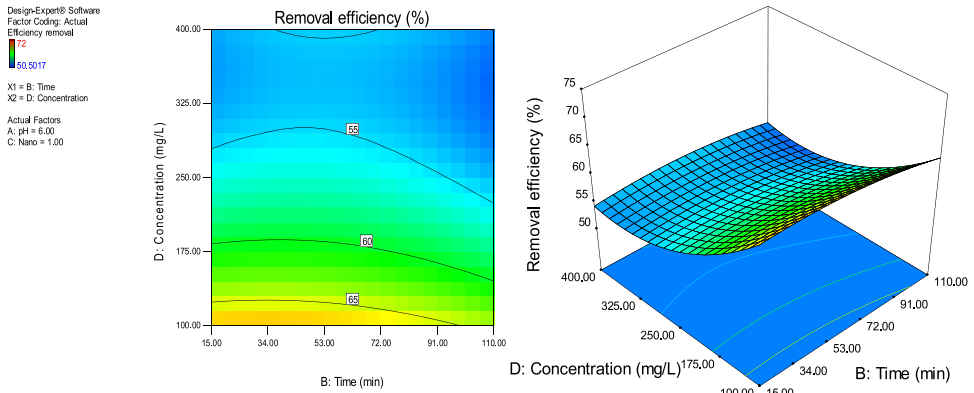 Design-Expert® Software
Factor Coding: Actual
Efficiency removal
72
50.5017
X1 = B: Time
X2 = D: Concentration
Actual Factors
A: pH = 6.00
C: Nano = 1.00
Removal efficiency (%)
D: Concentration (mg/L)
400.00
325.00
250.00
175.00
100.00
55
60
65
15.00
34.00
53.00
72.00
91.00
110.00
B: Time (min)
Removal efficiency (%)
75
70
65
60
55
50
400.00
325.00
250.00
175.00
100.00
D: Concentration (mg/L)
15.00
34.00
53.00
72.00
91.00
110.00
B: Time (min)